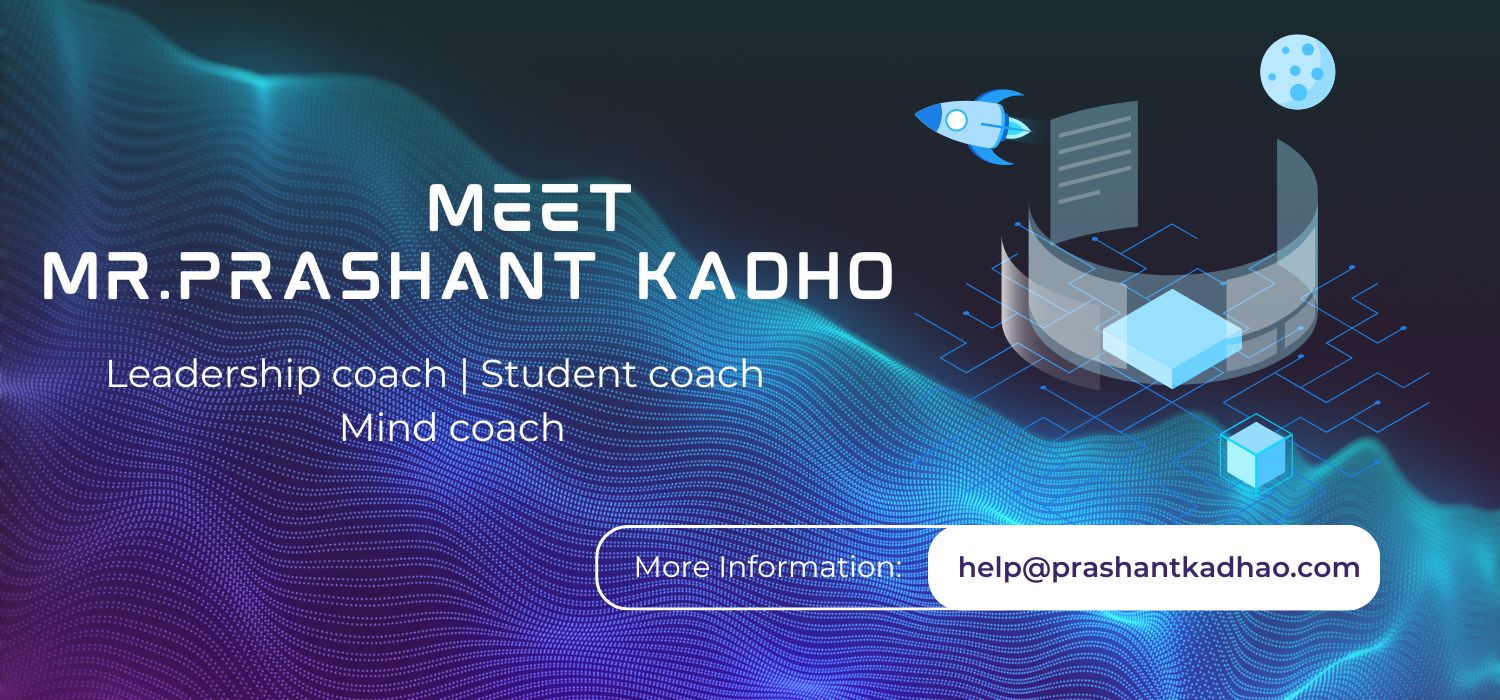 MEET
MR.PRASHANT KADHO
Leadership coach | Student coach
Mind coach
More Information: help@prashantkadhao.com